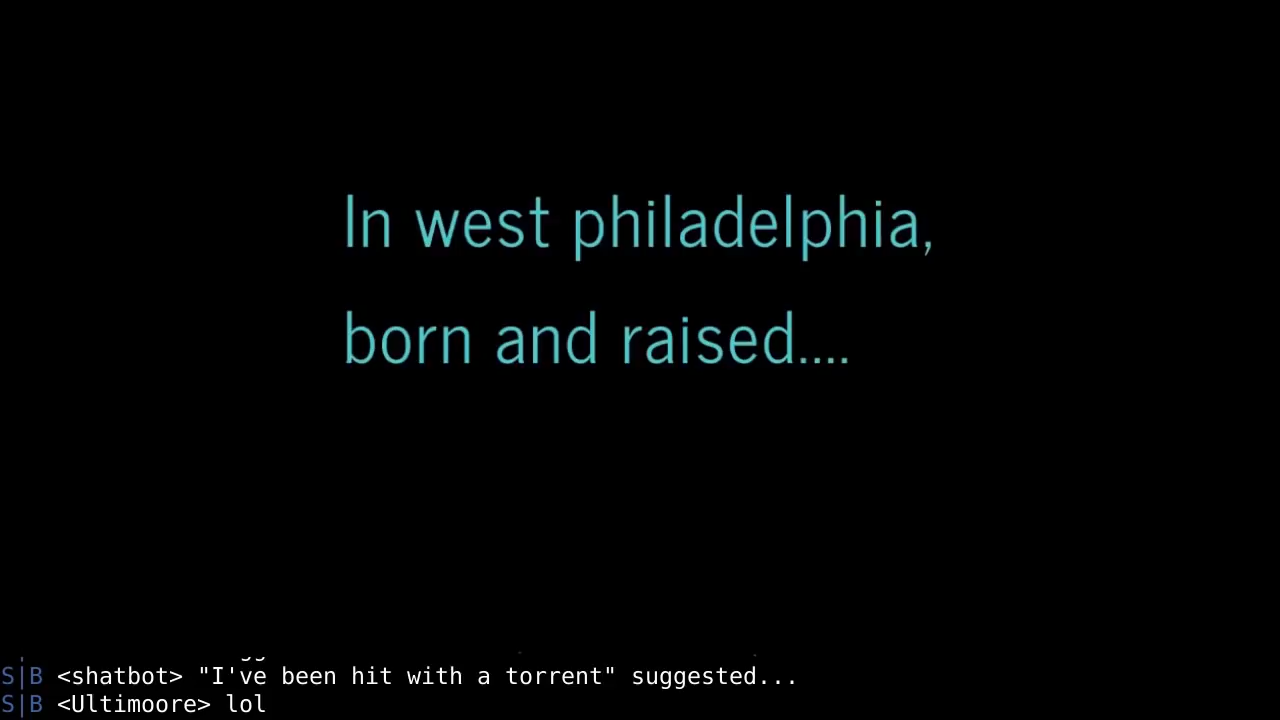 In west philadelphia,
born and raised....
S|B <shatbot> "I've been hit with a torrent" suggested...
S|B <Ultimoore> lol